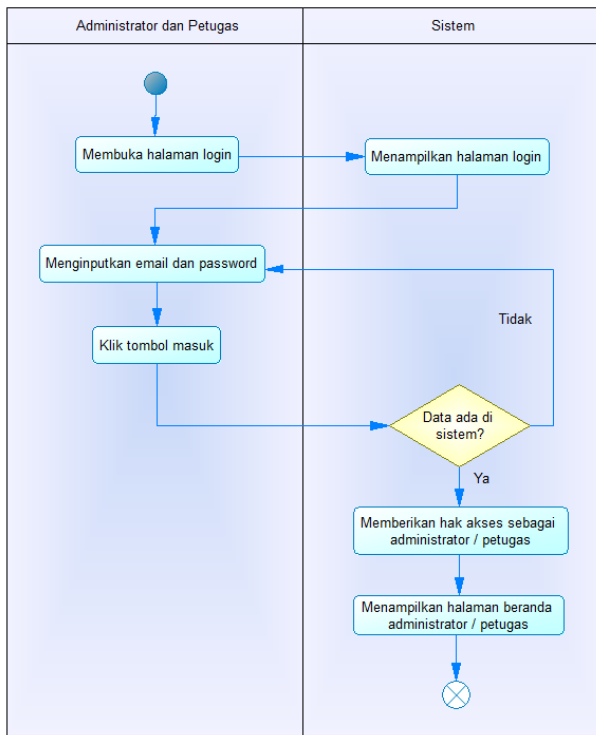 Administrator dan Petugas
Sistem
Membuka halaman login
Menampilkan halaman login
Menginputkan email dan password
Tidak
Klik tombol masuk
Data ada di
sistem?
Ya
Memberikan hak akses sebagai
administrator / petugas
Menampilkan halaman beranda
administrator / petugas